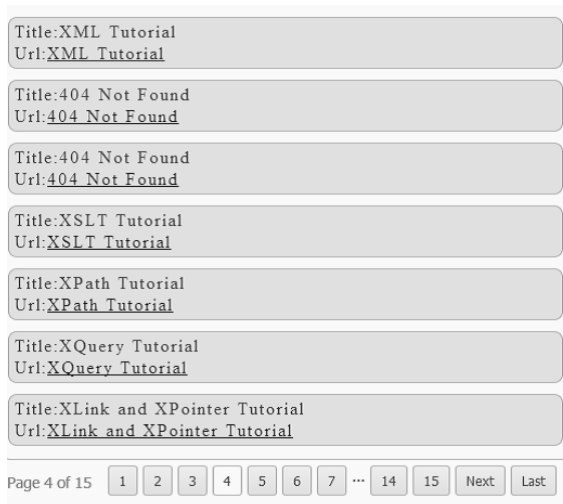 Title:XML Tutorial
Url:XML Tutorial
Title:404 Not Found
Url:404 Not Found
Title:404 Not Found
Url:404 Not Found
Title:XSLT Tutorial
Url:XSLT Tutorial
Title:XPath Tutorial
Url:XPath Tutorial
Title:XQuery Tutorial
Url:XQuery Tutorial
Title:XLink and XPointer Tutorial
Url:XLink and XPointer Tutorial
Page 4 of 15 1 2 3 4 5 6 7 ... 14 15 Next Last